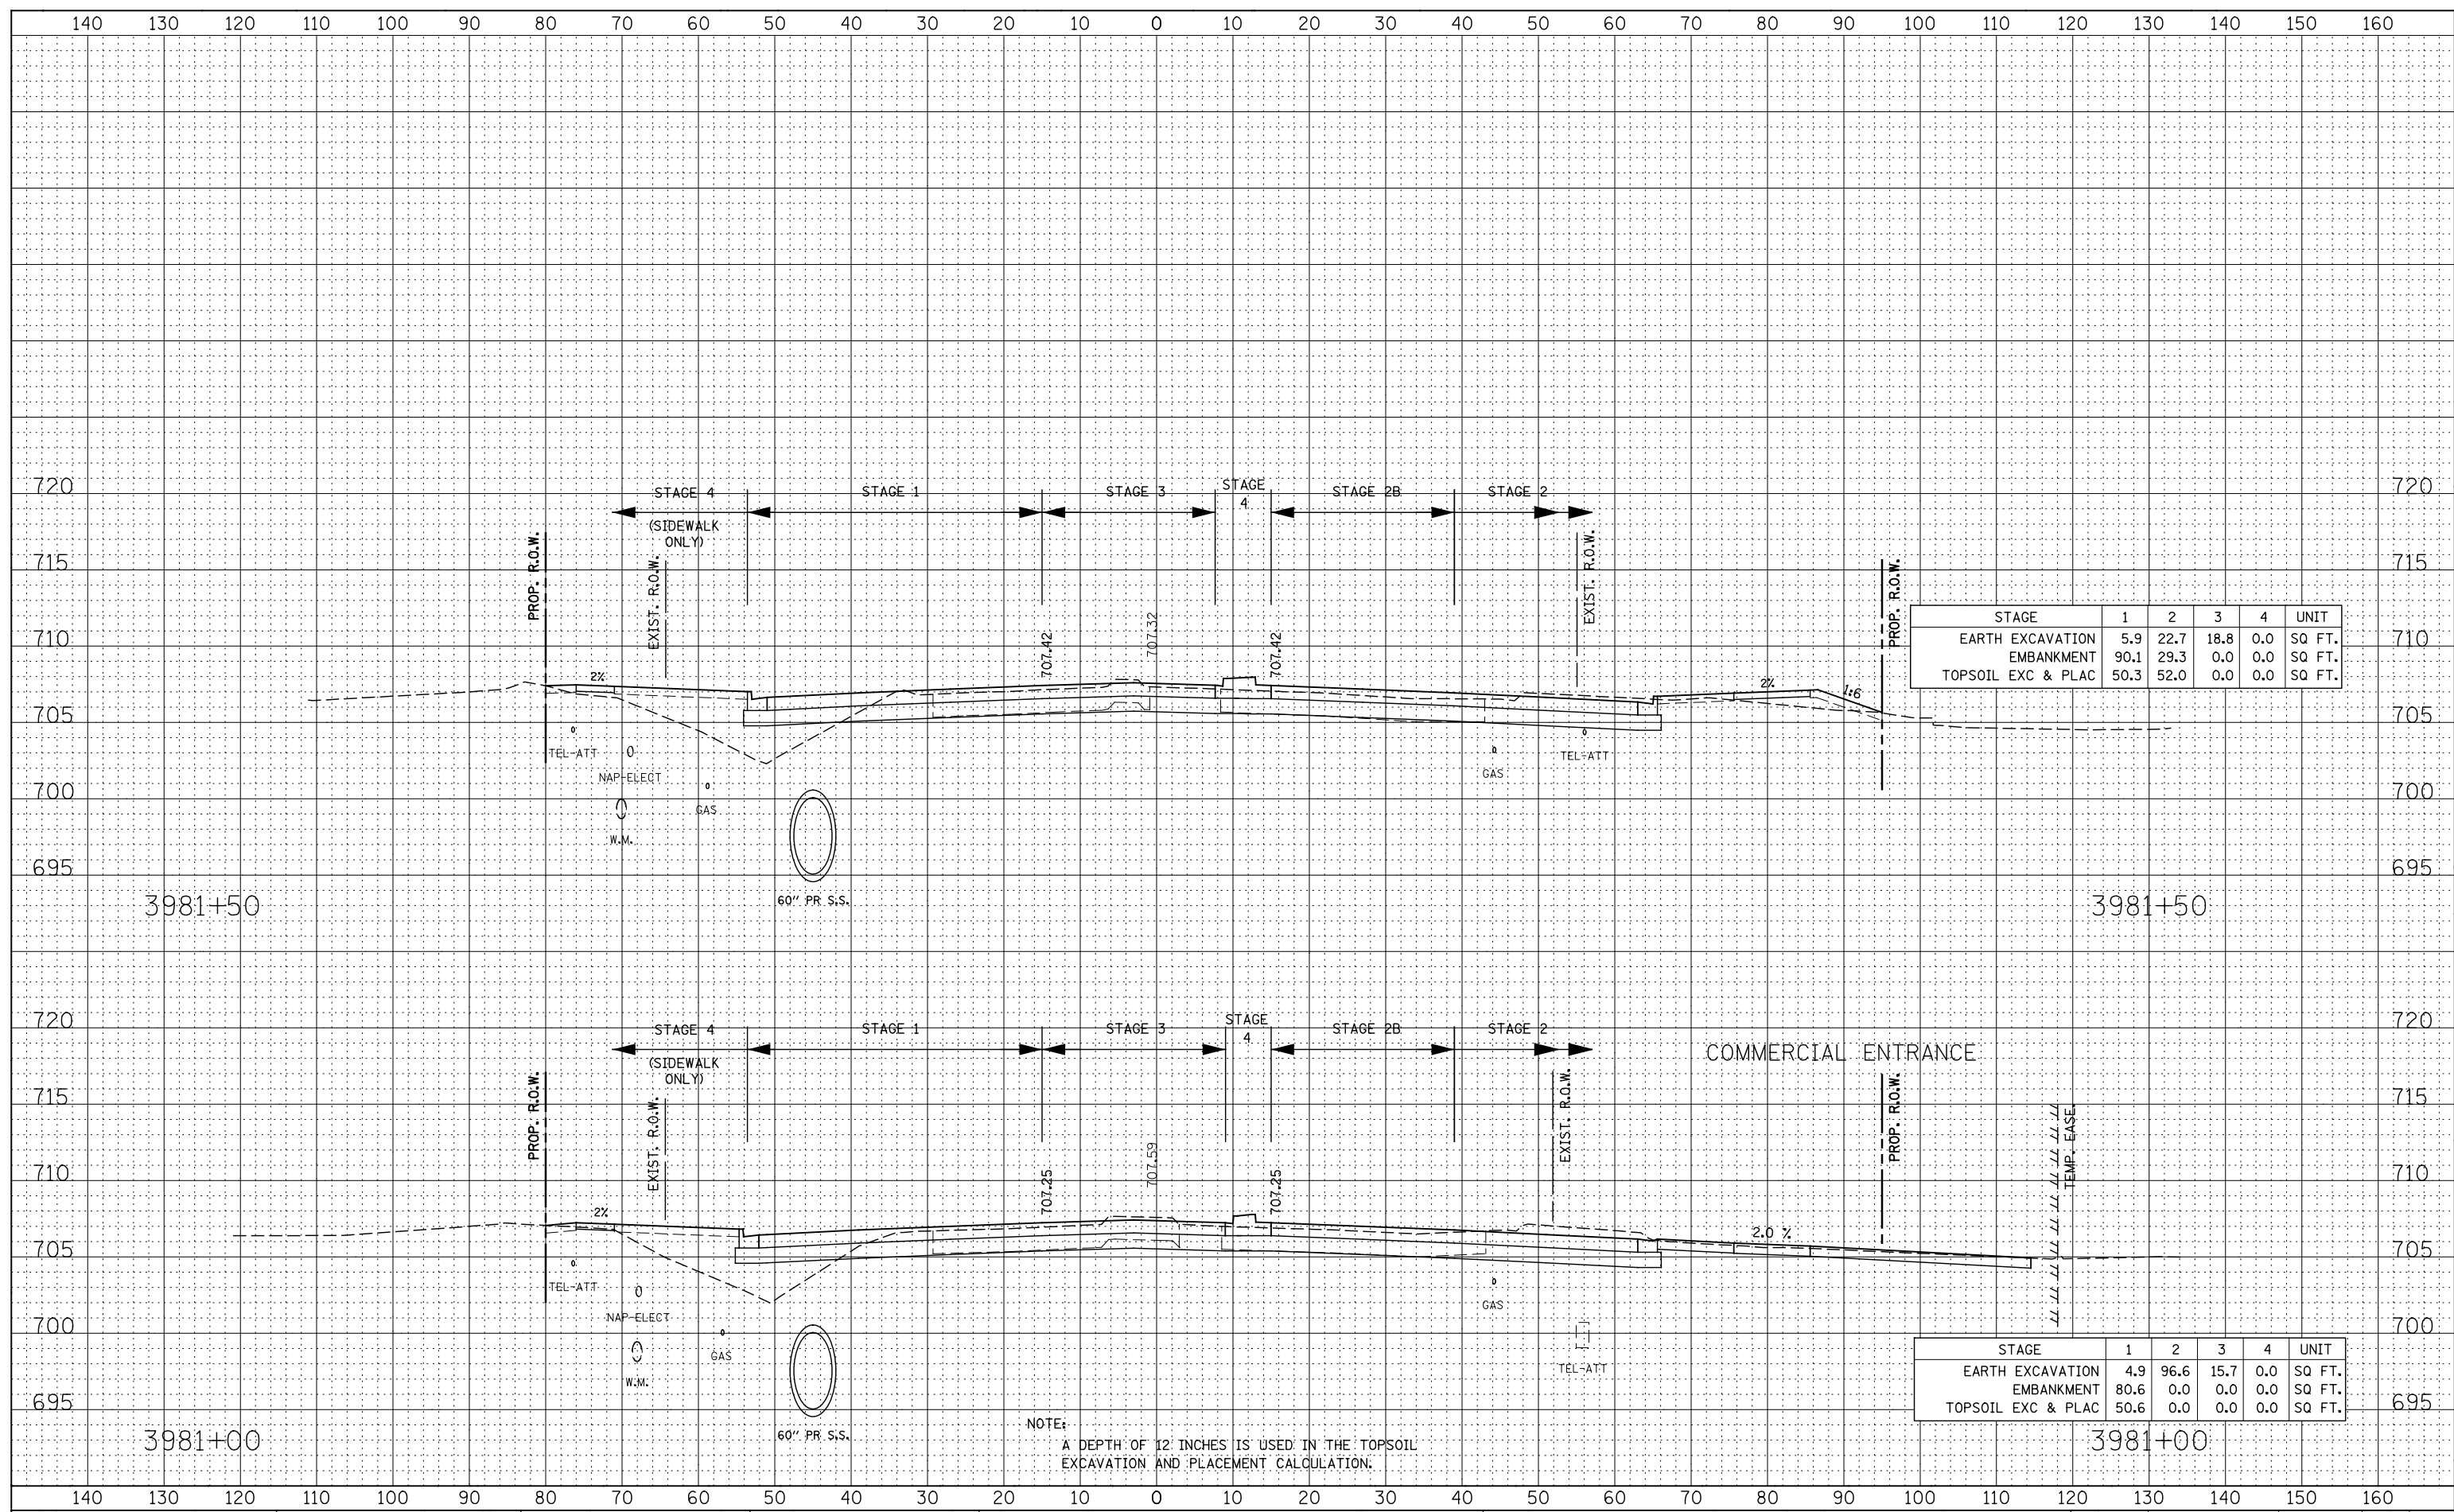 140 130 120 110 100 90 80 70 60 50 40 30 20 10 0 10 20 30 40 50 60 70 80 90 100 110 120 130 140 150 160
720 720
715 715
710 710
705 705
700 700
695 695
STAGE 4
(SIDEWALK
ONLY)
STAGE 1
STAGE 3
STAGE
4
STAGE 2B
STAGE 2
PROP. R.O.W.
EXIST. R.O.W.
707.42
707.32
707.42
EXIST. R.O.W.
PROP. R.O.W.
2%
2%
1:6
TEL-ATT
NAP-ELECT
W.M.
GAS
60" PR S.S.
GAS
TEL-ATT
STAGE 1 2 3 4 UNIT
EARTH EXCAVATION 5.9 22.7 18.8 0.0 SQ FT.
EMBANKMENT 90.1 29.3 0.0 0.0 SQ FT.
TOPSOIL EXC & PLAC 50.3 52.0 0.0 0.0 SQ FT.
3981+50 3981+50
720 720
715 715
710 710
705 705
700 700
695 695
STAGE 4
(SIDEWALK
ONLY)
STAGE 1
STAGE 3
STAGE
4
STAGE 2B
STAGE 2
COMMERCIAL ENTRANCE
PROP. R.O.W.
EXIST. R.O.W.
707.25
707.59
707.25
EXIST. R.O.W.
PROP. R.O.W.
TEMP. EASE.
2%
2.0 %
TEL-ATT
NAP-ELECT
W.M.
GAS
60" PR S.S.
GAS
TEL-ATT
STAGE 1 2 3 4 UNIT
EARTH EXCAVATION 4.9 96.6 15.7 0.0 SQ FT.
EMBANKMENT 80.6 0.0 0.0 0.0 SQ FT.
TOPSOIL EXC & PLAC 50.6 0.0 0.0 0.0 SQ FT.
3981+00 3981+00
NOTE:
A DEPTH OF 12 INCHES IS USED IN THE TOPSOIL
EXCAVATION AND PLACEMENT CALCULATION.
140 130 120 110 100 90 80 70 60 50 40 30 20 10 0 10 20 30 40 50 60 70 80 90 100 110 120 130 140 150 160